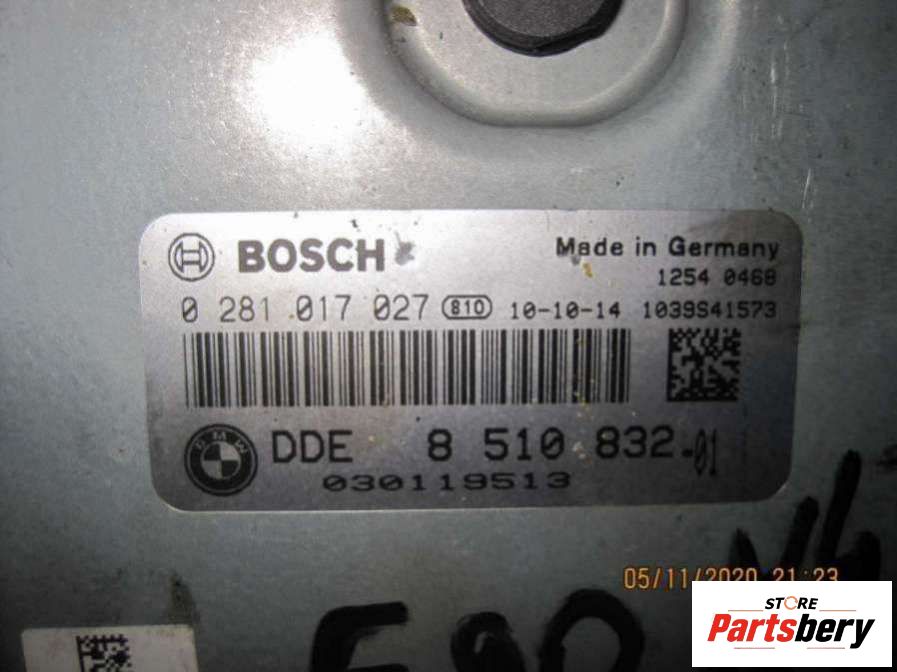 BOSCH
Made in Germany
1254 0468
0 281 017 027 810 10-10-14 1039S41573
BMW
DDE 8 510 832-01
030119513
05/11/2020 21:23
STORE
Partsbery